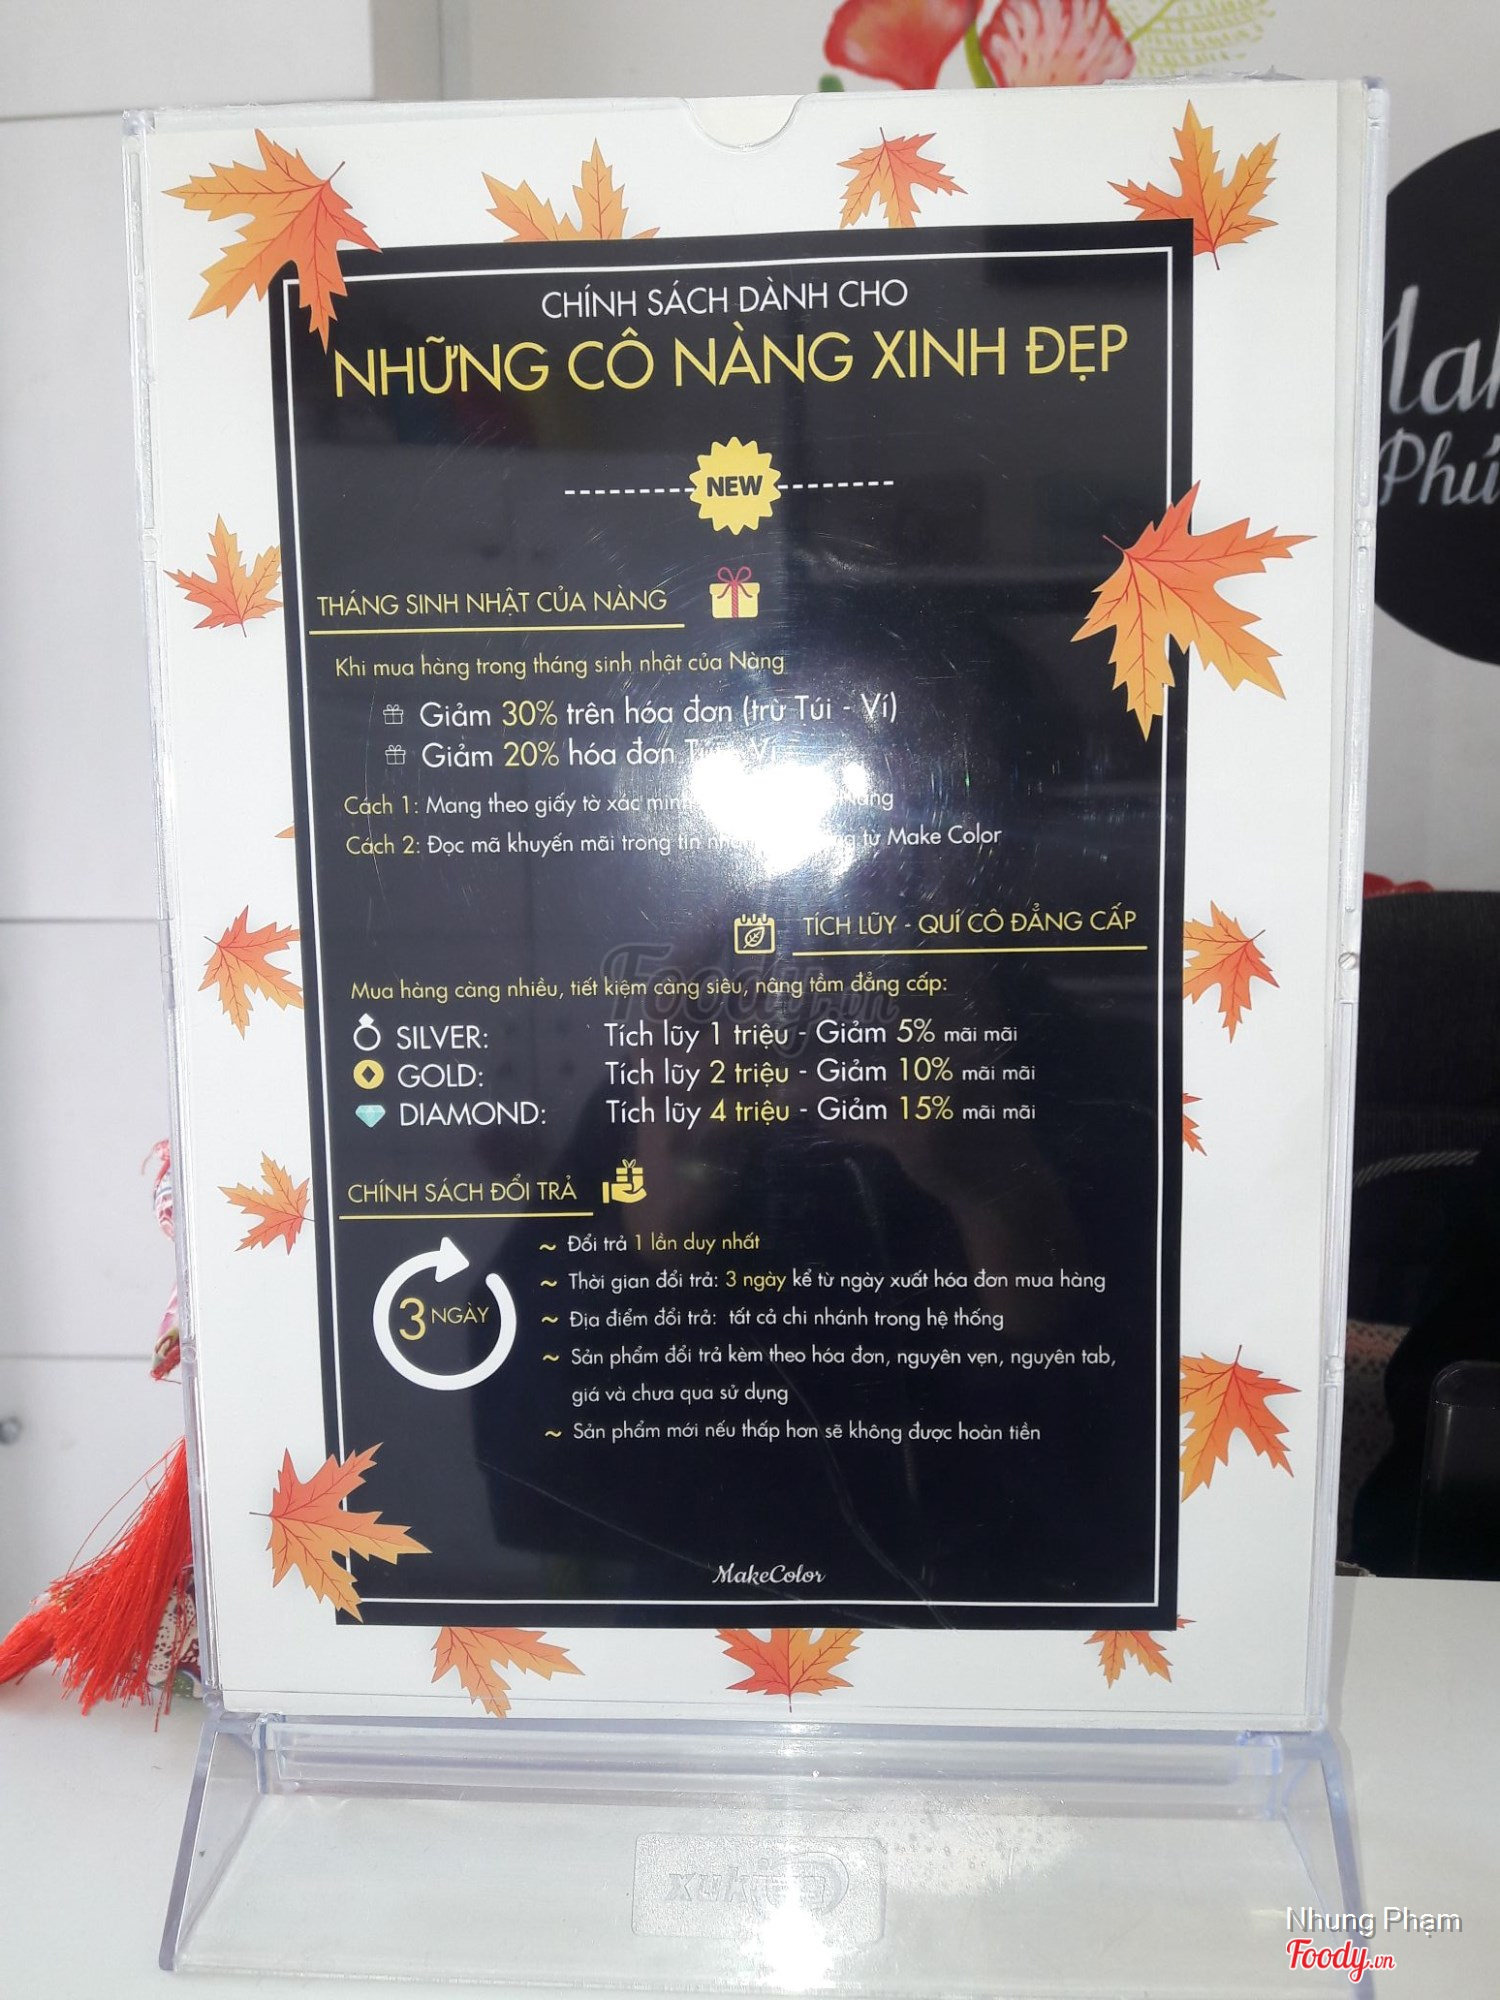 CHÍNH SÁCH DÀNH CHO
NHỮNG CÔ NÀNG XINH ĐẸP
NEW
THÁNG SINH NHẬT CỦA NÀNG
Khi mua hàng trong tháng sinh nhật của Nàng
Giảm 30% trên hóa đơn (trừ Túi - Ví)
Giảm 20% hóa đơn
Cách 1: Mang theo giấy tờ xác
Cách 2: Đọc mã khuyến mãi trong tin từ Make Color
TÍCH LŨY - QUÍ CÔ ĐẲNG CẤP
Mua hàng càng nhiều, tiết kiệm càng siêu, nâng tầm đẳng cấp:
SILVER: Tích lũy 1 triệu - Giảm 5% mãi mãi
GOLD: Tích lũy 2 triệu - Giảm 10% mãi mãi
DIAMOND: Tích lũy 4 triệu - Giảm 15% mãi mãi
CHÍNH SÁCH ĐỔI TRẢ
3 NGÀY
~ Đổi trả 1 lần duy nhất
~ Thời gian đổi trả: 3 ngày kể từ ngày xuất hóa đơn mua hàng
~ Địa điểm đổi trả: tất cả chi nhánh trong hệ thống
~ Sản phẩm đổi trả kèm theo hóa đơn, nguyên vẹn, nguyên tab,
giá và chưa qua sử dụng
~ Sản phẩm mới nếu thấp hơn sẽ không được hoàn tiền
MakeColor
Foody.vn
Nhung Phạm
Foody.vn